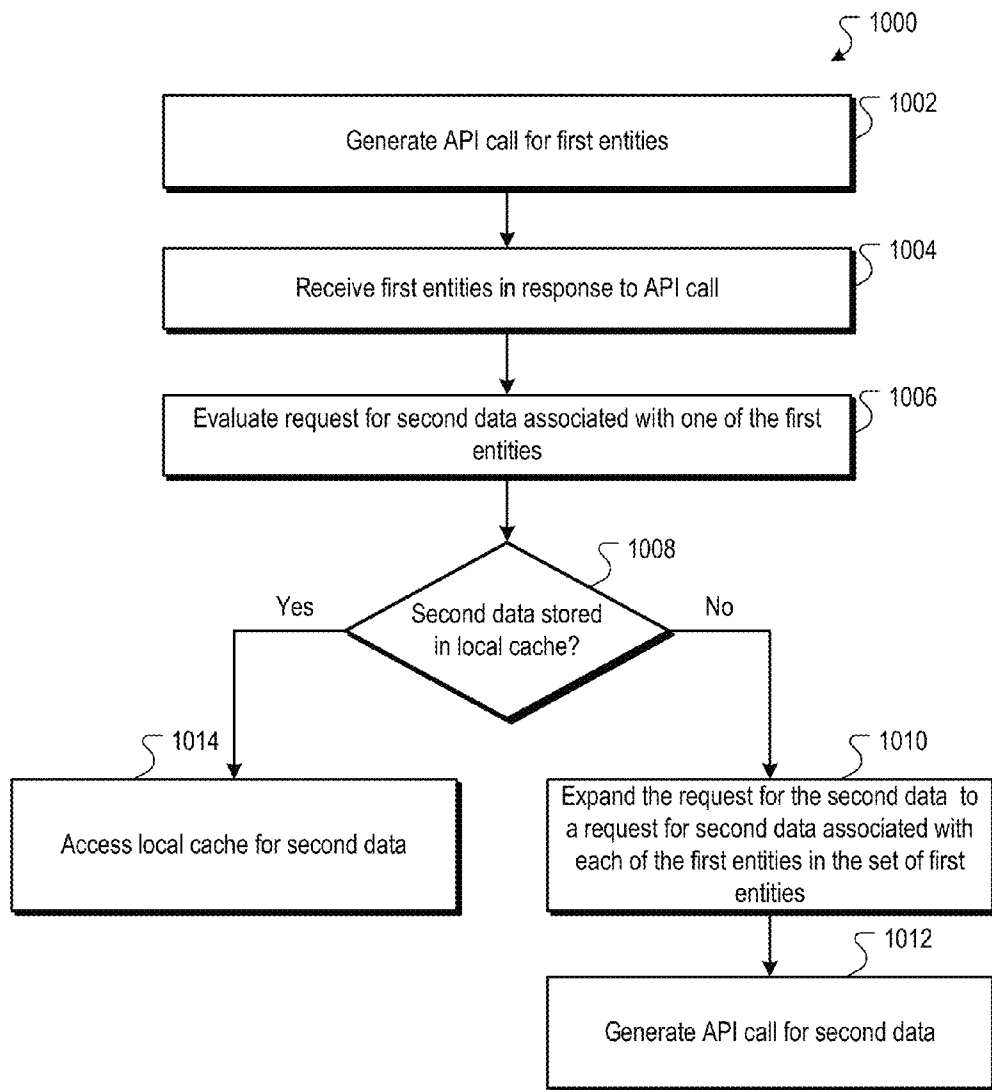 1000
1002
Generate API call for first entities
1004
Receive first entities in response to API call
1006
Evaluate request for second data associated with one of the first
entities
1008
Yes
No
Second data stored
in local cache?
1014
1010
Access local cache for second data
Expand the request for the second data to
a request for second data associated with
each of the first entities in the set of first
entities
1012
Generate API call for second data